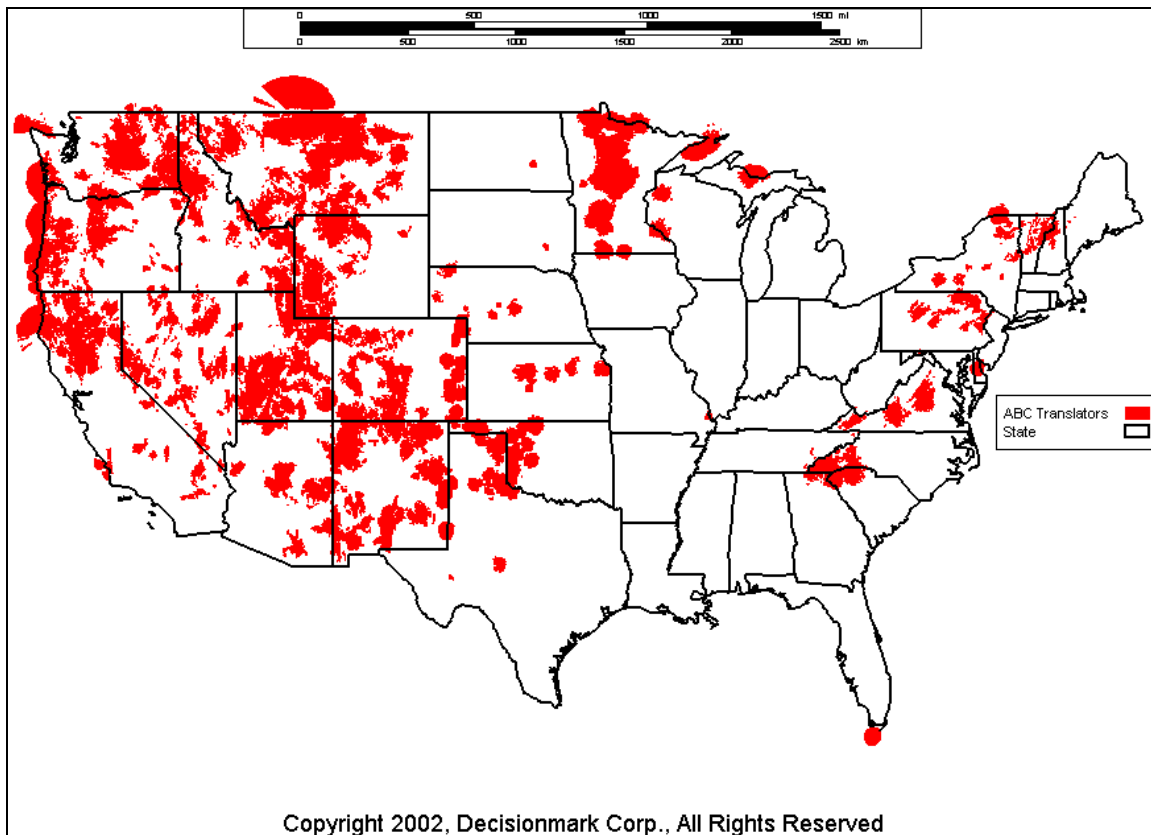 0 500 1000 1500 mi
0 500 1000 1500 2000 2500 km
ABC Translators
State
Copyright 2002, Decisionmark Corp., All Rights Reserved